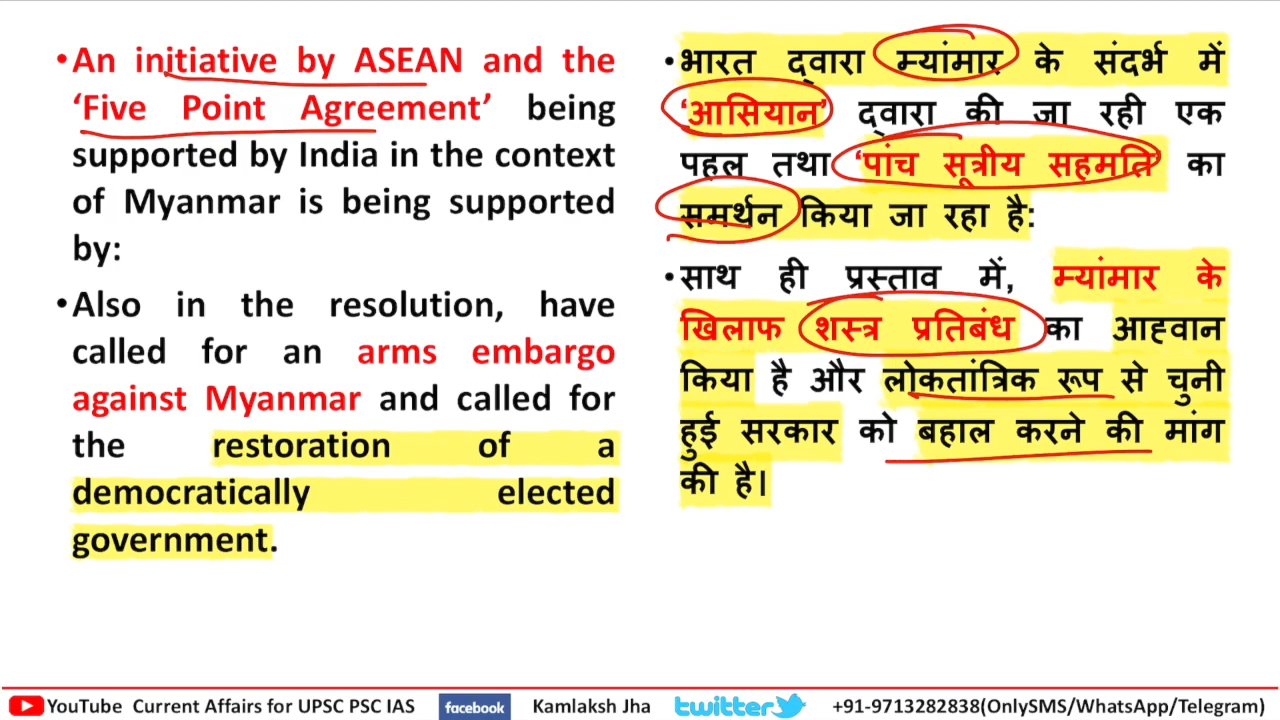 •An initiative by ASEAN and the
‘Five Point Agreement’ being
supported by India in the context
of Myanmar is being supported
by:
•Also in the resolution, have
called for an arms embargo
against Myanmar and called for
the restoration of a
democratically elected
government.
•भारत द्वारा म्यांमार के संदर्भ में
‘आसियान’ द्वारा की जा रही एक
पहल तथा ‘पांच सूत्रीय सहमति’ का
समर्थन किया जा रहा है:
•साथ ही प्रस्ताव में, म्यांमार के
खिलाफ शस्त्र प्रतिबंध का आह्वान
किया है और लोकतांत्रिक रूप से चुनी
हुई सरकार को बहाल करने की मांग
की है।
YouTube Current Affairs for UPSC PSC IAS facebook Kamlaksh Jha twitter +91-9713282838(OnlySMS/WhatsApp/Telegram)